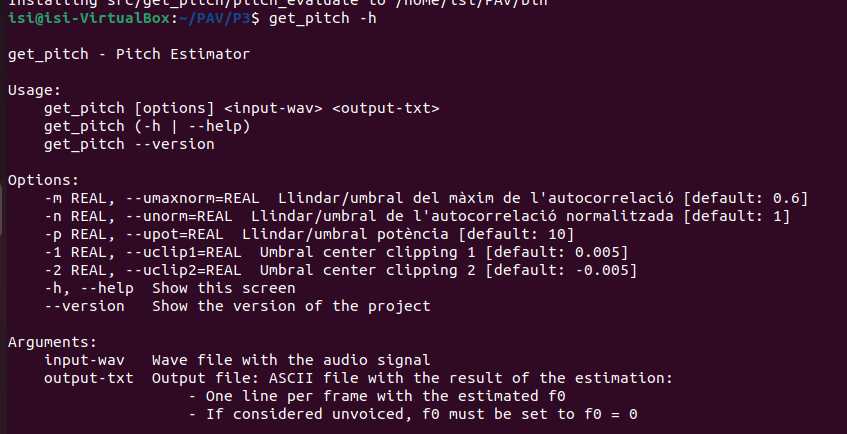 Installing src/get_pitch/pitch_evaluate to /home/isi/PAV/bin
isi@isi-VirtualBox:~/PAV/P3$ get_pitch -h
get_pitch - Pitch Estimator
Usage:
    get_pitch [options] <input-wav> <output-txt>
    get_pitch (-h | --help)
    get_pitch --version
Options:
    -m REAL, --umaxnorm=REAL  Llindar/umbral del màxim de l'autocorrelació [default: 0.6]
    -n REAL, --unorm=REAL  Llindar/umbral de l'autocorrelació normalitzada [default: 1]
    -p REAL, --upot=REAL  Llindar/umbral potència [default: 10]
    -1 REAL, --uclip1=REAL  Umbral center clipping 1 [default: 0.005]
    -2 REAL, --uclip2=REAL  Umbral center clipping 2 [default: -0.005]
    -h, --help  Show this screen
    --version   Show the version of the project
Arguments:
    input-wav   Wave file with the audio signal
    output-txt  Output file: ASCII file with the result of the estimation:
                    - One line per frame with the estimated f0
                    - If considered unvoiced, f0 must be set to f0 = 0